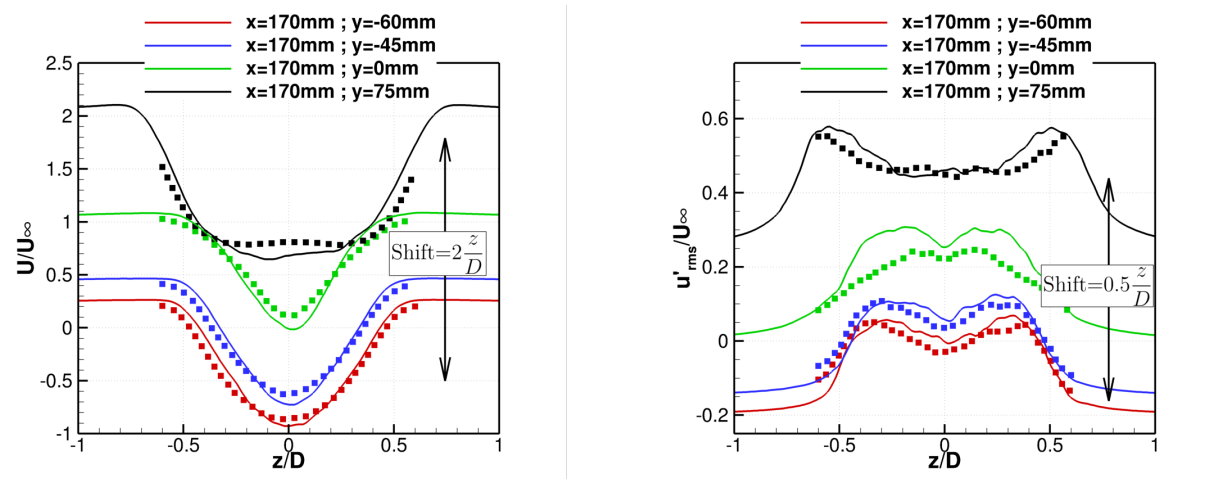 x=170mm ; y=-60mm
x=170mm ; y=-45mm
x=170mm ; y=0mm
x=170mm ; y=75mm
2.5
2
1.5
1
0.5
0
-0.5
-1
U/U∞
Shift=2 z/D
-1
-0.5
0
0.5
1
z/D
x=170mm ; y=-60mm
x=170mm ; y=-45mm
x=170mm ; y=0mm
x=170mm ; y=75mm
0.6
0.4
0.2
0
-0.2
u'rms/U∞
Shift=0.5 z/D
-1
-0.5
0
0.5
1
z/D